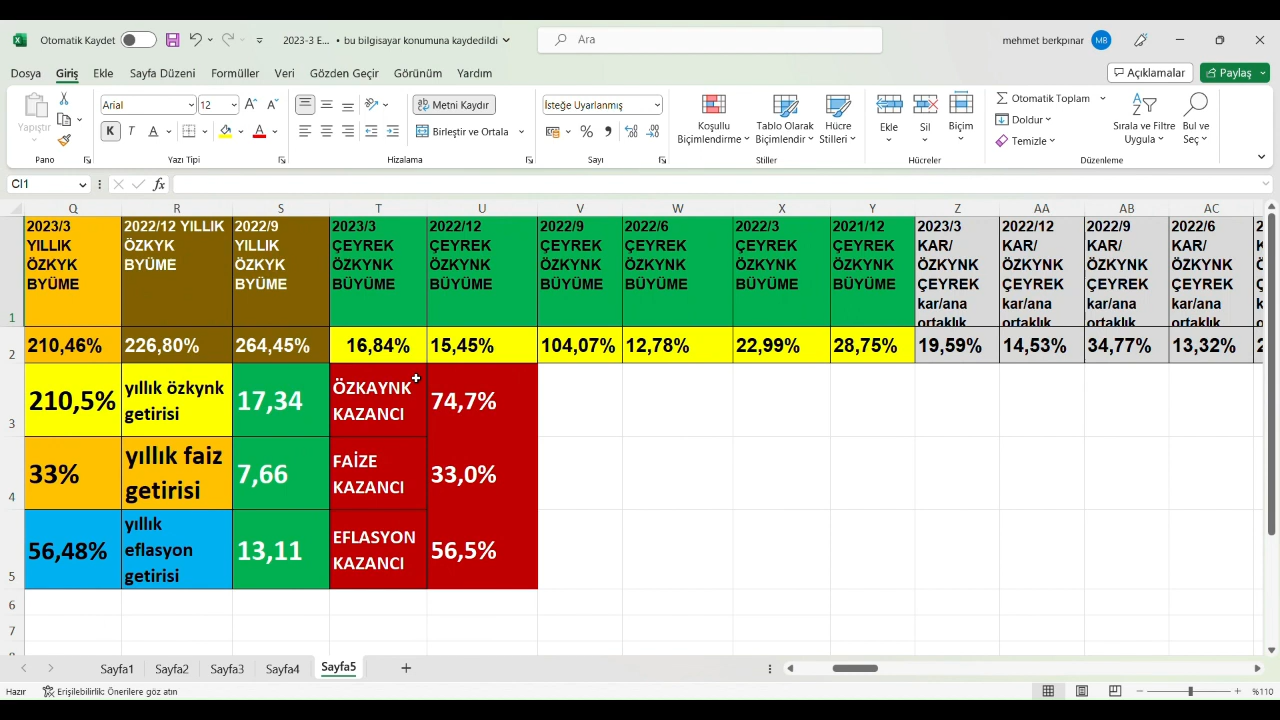 Otomatik Kaydet
2023-3 E... • bu bilgisayar konumuna kaydedildi
Ara
mehmet berkpınar
MB
Dosya Giriş Ekle Sayfa Düzeni Formüller Veri Gözden Geçir Görünüm Yardım
Açıklamalar
Paylaş
Yapıştır
Pano
Arial
12
K T A
Yazı Tipi
Metni Kaydır
Birleştir ve Ortala
Hizalama
İsteğe Uyarlanmış
Sayı
Koşullu
Biçimlendirme
Tablo Olarak
Biçimlendir
Hücre
Stilleri
Stiller
Ekle
Sil
Biçim
Hücreler
Otomatik Toplam
Doldur
Temizle
Sırala ve Filtre
Uygula
Bul ve
Seç
Düzenleme
CI1
fx
Q R S T U V W X Y Z AA AB AC
1
2023/3
YILLIK
ÖZKYK
BYÜME
2022/12 YILLIK
ÖZKYK
BYÜME
2022/9
YILLIK
ÖZKYK
BYÜME
2023/3
ÇEYREK
ÖZKYNK
BÜYÜME
2022/12
ÇEYREK
ÖZKYNK
BÜYÜME
2022/9
ÇEYREK
ÖZKYNK
BÜYÜME
2022/6
ÇEYREK
ÖZKYNK
BÜYÜME
2022/3
ÇEYREK
ÖZKYNK
BÜYÜME
2021/12
ÇEYREK
ÖZKYNK
BÜYÜME
2023/3
KAR/
ÖZKYNK
ÇEYREK
kar/ana
ortaklık
2022/12
KAR/
ÖZKYNK
ÇEYREK
kar/ana
ortaklık
2022/9
KAR/
ÖZKYNK
ÇEYREK
kar/ana
ortaklık
2022/6
KAR/
ÖZKYNK
ÇEYREK
kar/ana
ortaklık
2 210,46% 226,80% 264,45% 16,84% 15,45% 104,07% 12,78% 22,99% 28,75% 19,59% 14,53% 34,77% 13,32%
3
210,5%
yıllık özkynk
getirisi
17,34
ÖZKAYNK
KAZANCI
74,7%
4
33%
yıllık faiz
getirisi
7,66
FAİZE
KAZANCI
33,0%
5
56,48%
yıllık
eflasyon
getirisi
13,11
EFLASYON
KAZANCI
56,5%
6
7
Sayfa1 Sayfa2 Sayfa3 Sayfa4 Sayfa5
Hazır
Erişilebilirlik: Önerilere göz atın
%110